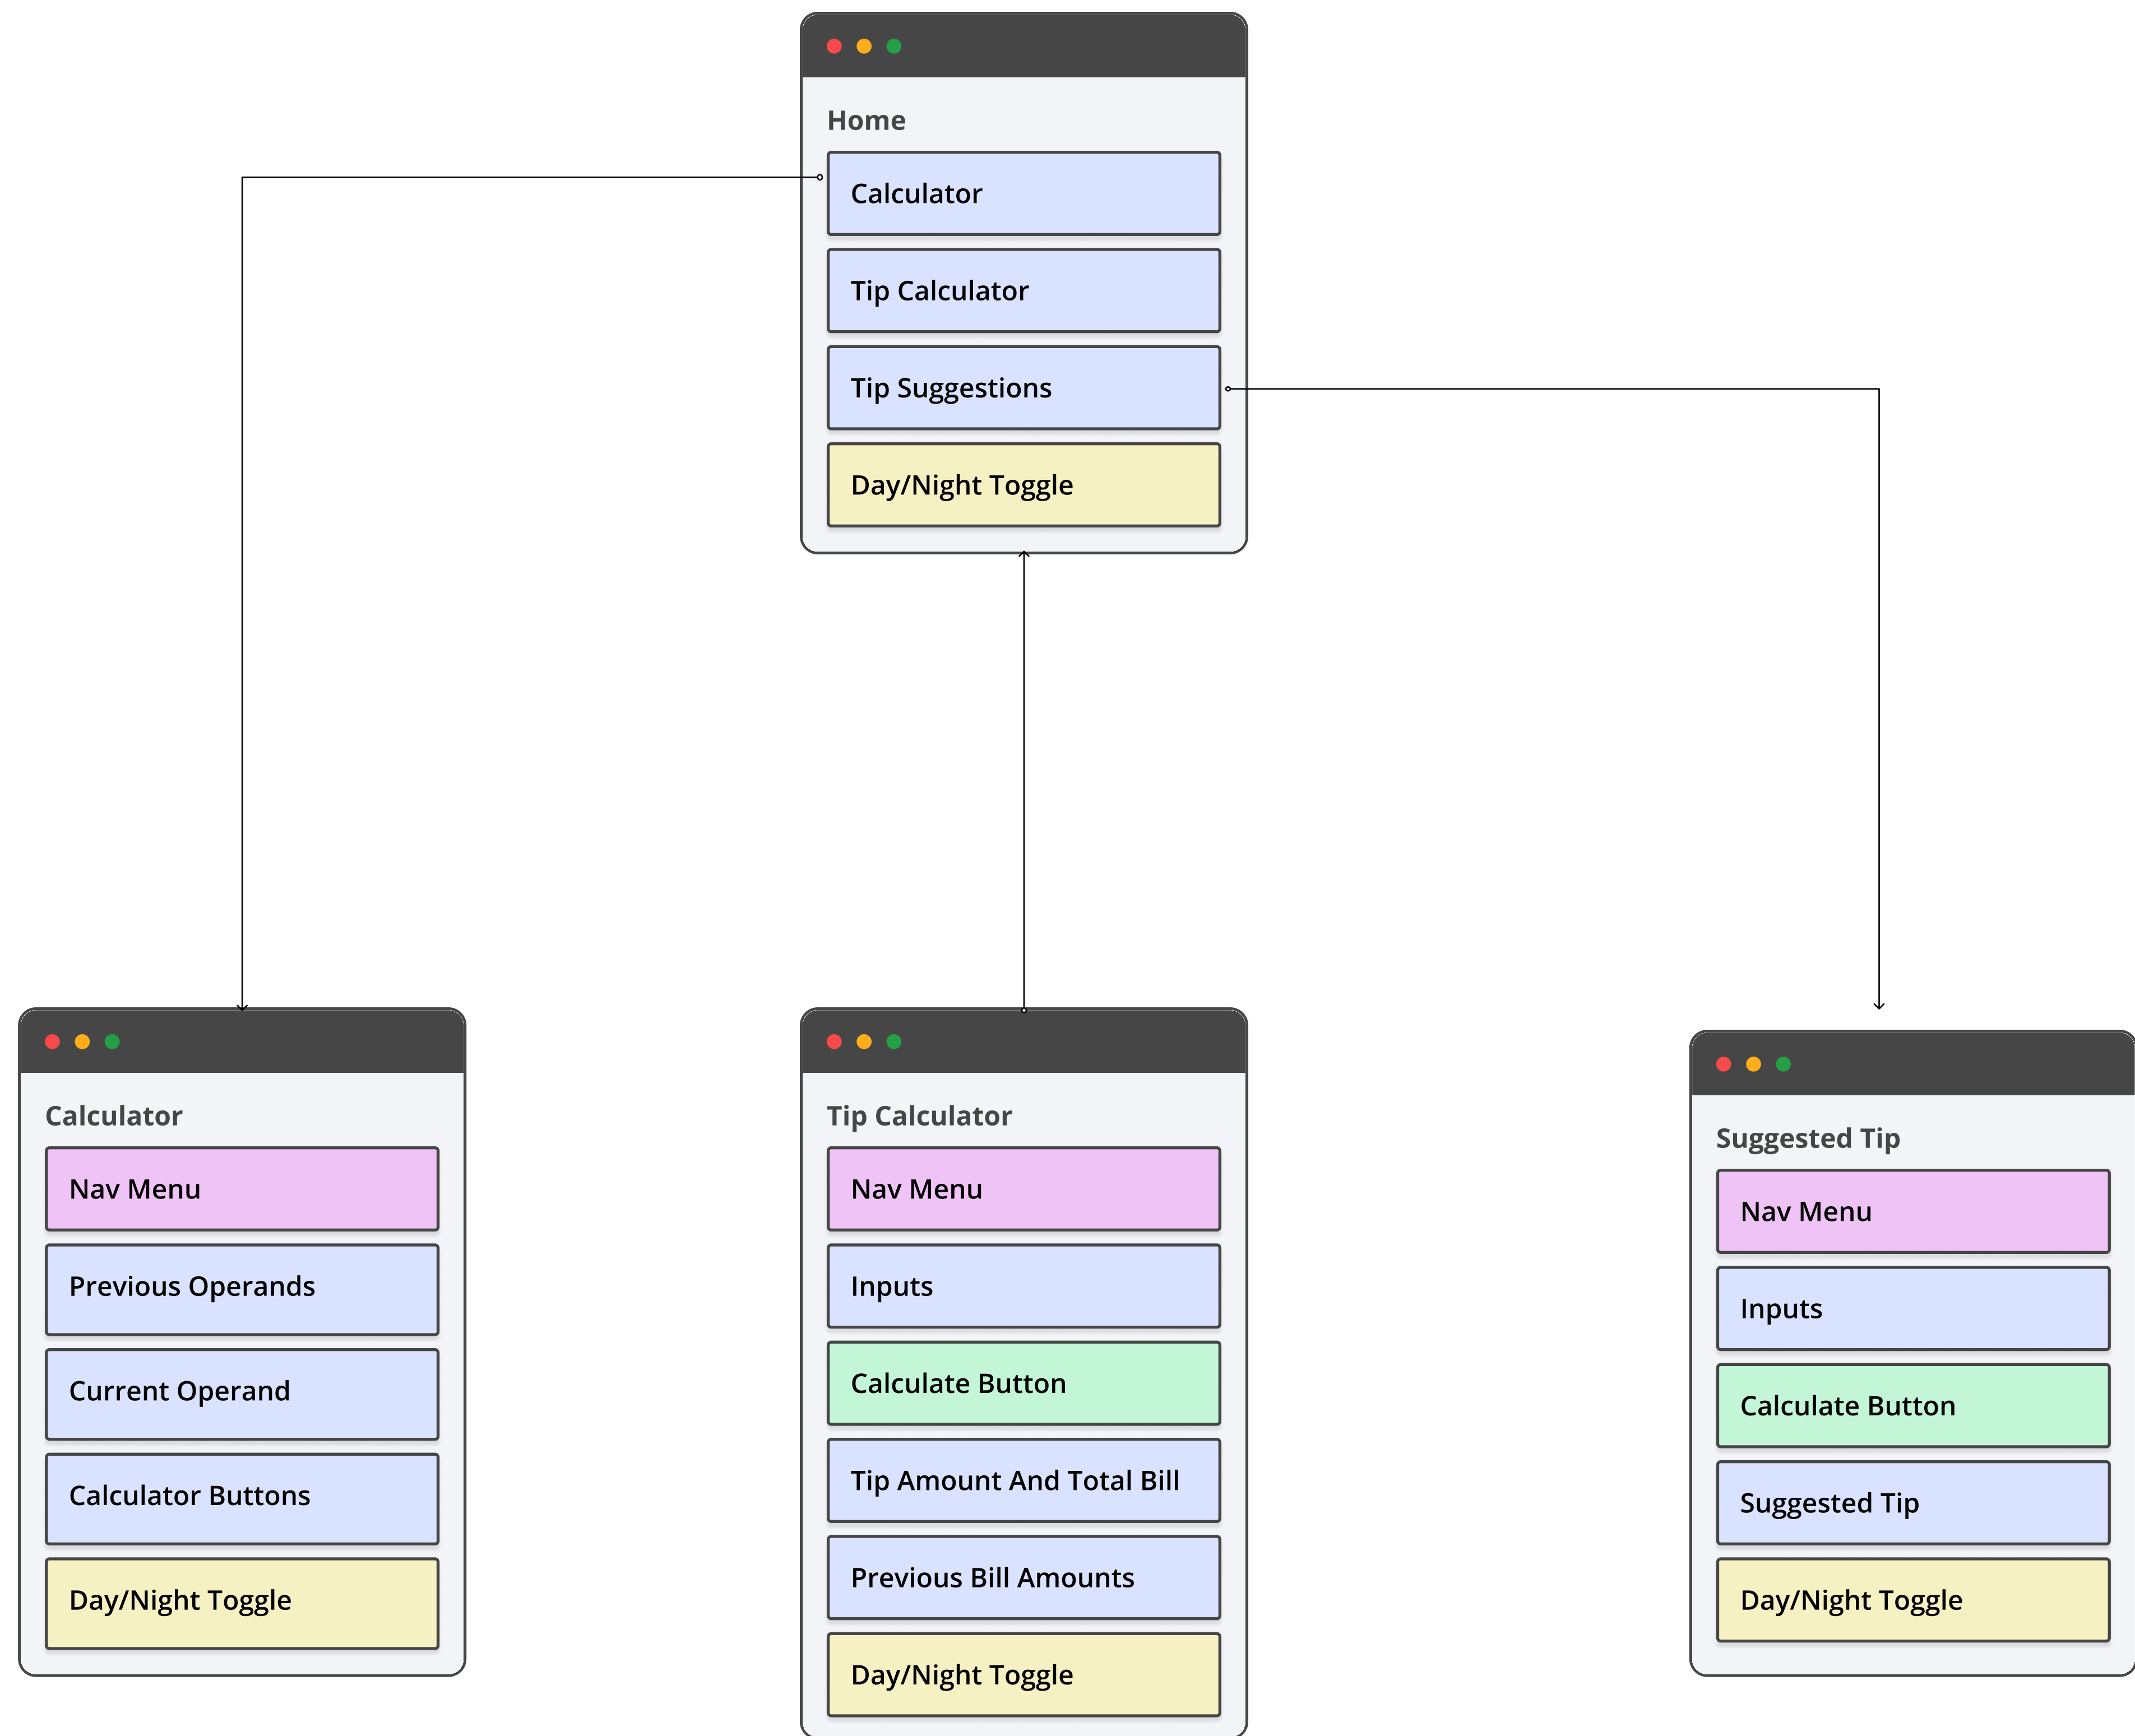 Home
Calculator
Tip Calculator
Tip Suggestions
Day/Night Toggle
Calculator
Nav Menu
Previous Operands
Current Operand
Calculator Buttons
Day/Night Toggle
Tip Calculator
Nav Menu
Inputs
Calculate Button
Tip Amount And Total Bill
Previous Bill Amounts
Day/Night Toggle
Suggested Tip
Nav Menu
Inputs
Calculate Button
Suggested Tip
Day/Night Toggle